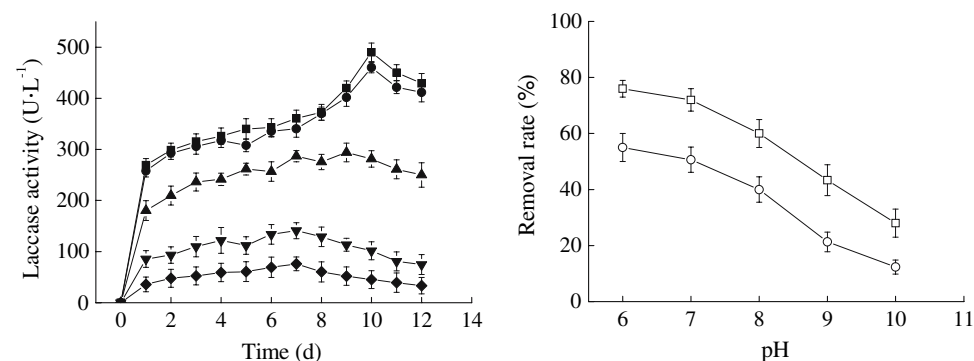 Laccase activity (U·L⁻¹)
500
400
300
200
100
0
0 2 4 6 8 10 12 14
Time (d)
Removal rate (%)
100
80
60
40
20
0
6 7 8 9 10 11
pH